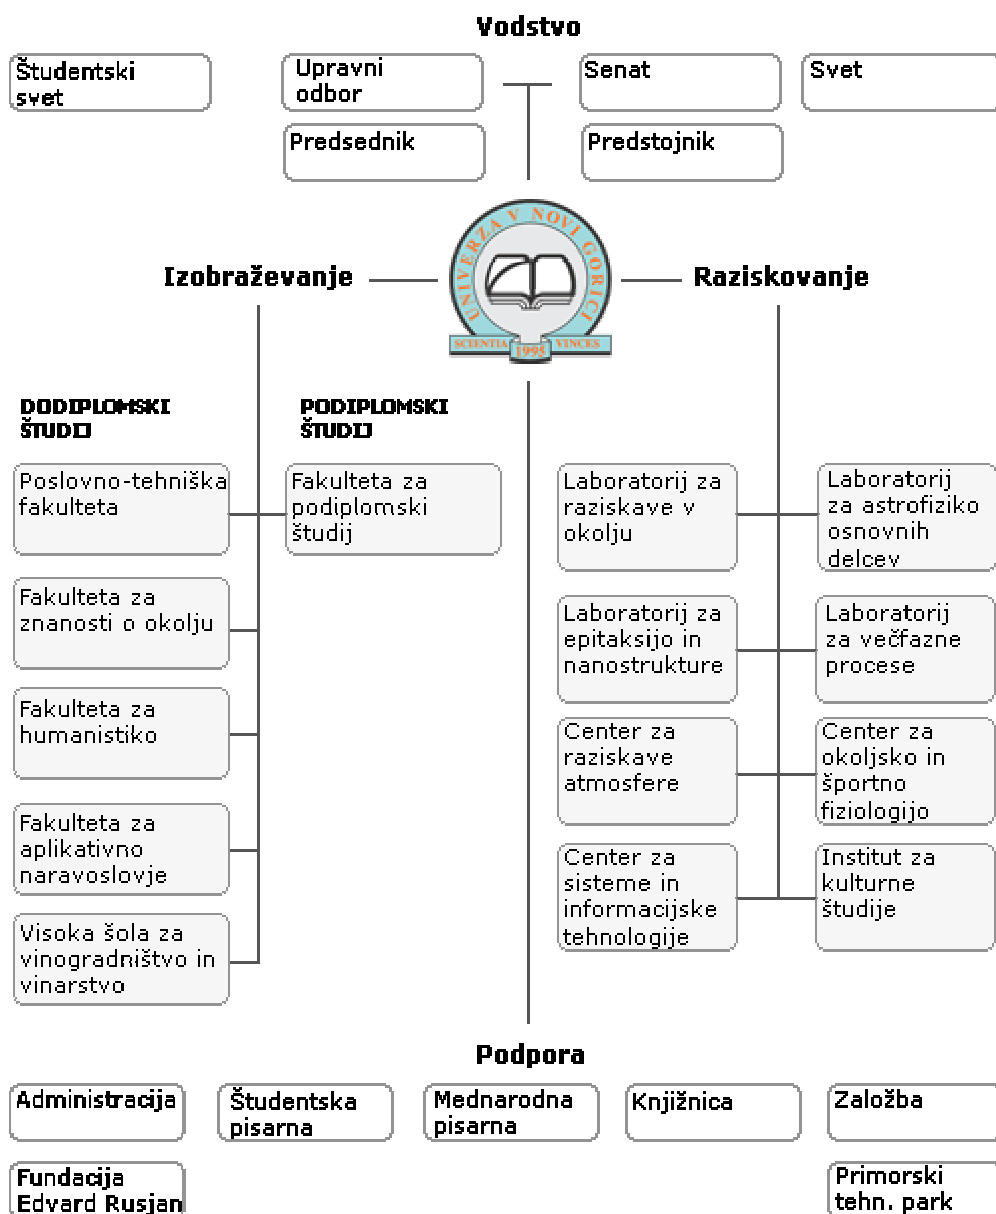 Vodstvo
Študentski
svet
Upravni
odbor
Senat
Svet
Predsednik
Predstojnik
UNIVERZA V NOVI GORICI
SCIENTIA
1995
VINCES
Izobraževanje
Raziskovanje
DODIPLOMSKI
ŠTUDIJ
PODIPLOMSKI
ŠTUDIJ
Poslovno-tehniška
fakulteta
Fakulteta za
podiplomski
študij
Fakulteta za
znanosti o okolju
Fakulteta za
humanistiko
Fakulteta za
aplikativno
naravoslovje
Visoka šola za
vinogradništvo in
vinarstvo
Laboratorij za
raziskave v
okolju
Laboratorij
za astrofiziko
osnovnih
delcev
Laboratorij za
epitaksijo in
nanostrukture
Laboratorij
za večfazne
procese
Center za
raziskave
atmosfere
Center za
okoljsko in
športno
fiziologijo
Center za
sisteme in
informacijske
tehnologije
Institut za
kulturne
študije
Podpora
Administracija
Študentska
pisarna
Mednarodna
pisarna
Knjižnica
Založba
Fundacija
Edvard Rusjan
Primorski
tehn. park